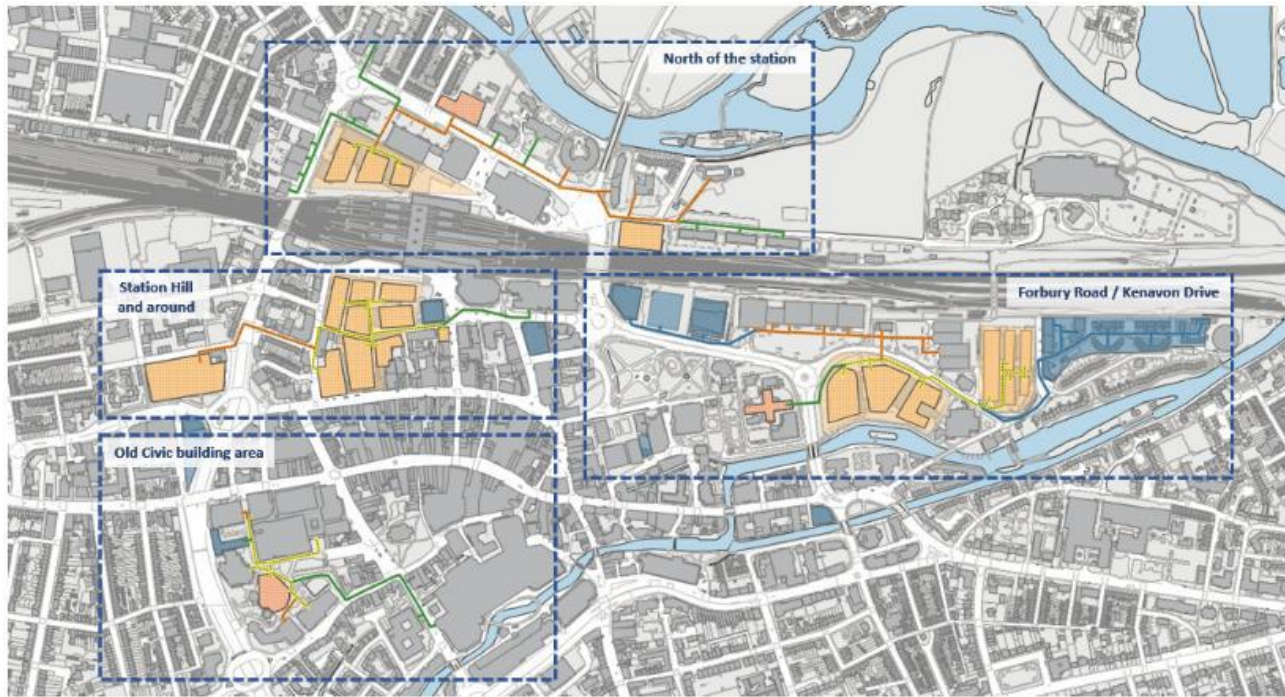 North of the station
Station Hill
and around
Forbury Road / Kenavon Drive
Old Civic building area